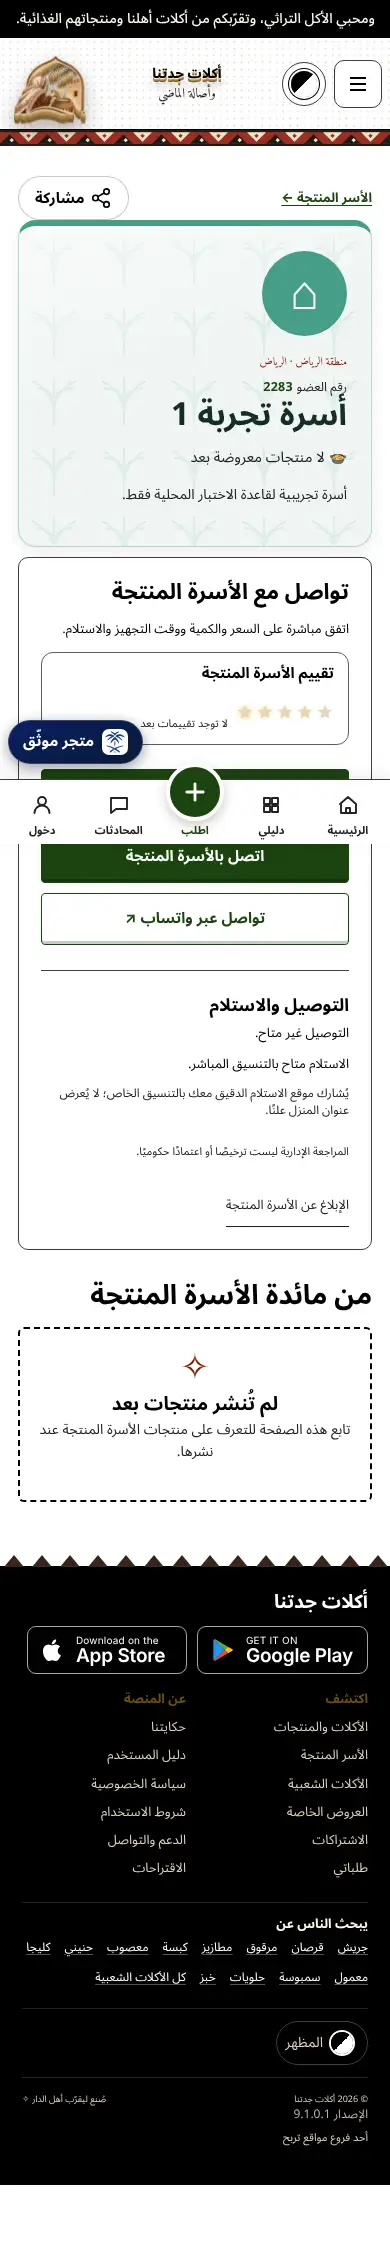 ومحبي الأكل التراثي، وتقرّبكم من أكلات أهلنا ومنتجاتهم الغذائية.
أكلات جدتنا
وأصالة الماضي
الأسر المنتجة ←
مشاركة
منطقة الرياض · الرياض
رقم العضو 2283
أسرة تجربة 1
لا منتجات معروضة بعد
أسرة تجريبية لقاعدة الاختبار المحلية فقط.
تواصل مع الأسرة المنتجة
اتفق مباشرة على السعر والكمية ووقت التجهيز والاستلام.
تقييم الأسرة المنتجة
لا توجد تقييمات بعد
متجر موثّق
الرئيسية
دليلي
اطلب
المحادثات
دخول
اتصل بالأسرة المنتجة
تواصل عبر واتساب ↗
التوصيل والاستلام
التوصيل غير متاح.
الاستلام متاح بالتنسيق المباشر.
يُشارك موقع الاستلام الدقيق معك بالتنسيق الخاص؛ لا يُعرض
عنوان المنزل علنًا.
المراجعة الإدارية ليست ترخيصًا أو اعتمادًا حكوميًا.
الإبلاغ عن الأسرة المنتجة
من مائدة الأسرة المنتجة
لم تُنشر منتجات بعد
تابع هذه الصفحة للتعرف على منتجات الأسرة المنتجة عند
نشرها.
أكلات جدتنا
GET IT ON
Google Play
Download on the
App Store
اكتشف
الأكلات والمنتجات
الأسر المنتجة
الأكلات الشعبية
العروض الخاصة
الاشتراكات
طلباتي
عن المنصة
حكايتنا
دليل المستخدم
سياسة الخصوصية
شروط الاستخدام
الدعم والتواصل
الاقتراحات
يبحث الناس عن
جريش قرصان مرقوق مطازيز كبسة معصوب حنيني كليجا
معمول سمبوسة حلويات خبز كل الأكلات الشعبية
المظهر
© 2026 أكلات جدتنا
صُنع ليقرّب أهل الدار ✧
الإصدار 9.1.0.1
أحد فروع مواقع تربح